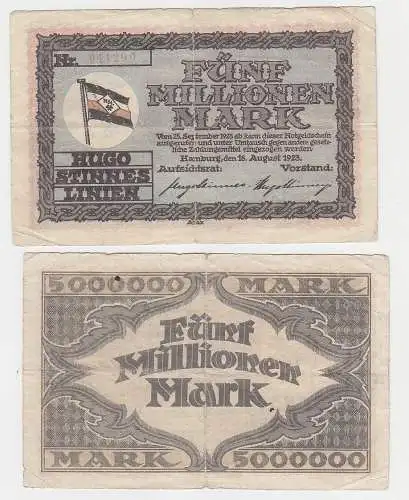 Nr.
FÜNF
MILLIONEN
MARK
Vom 25. September 1923 ab kann dieser Notgeldschein
aufgerufen und unter Umtausch gegen andere gesetz-
liche Zahlungsmittel eingezogen werden
Hamburg, den 16. August 1923.
Aufsichtsrat: Vorstand:
HUGO
STINNES
LINIEN
5000000 MARK
Fünf
Millionen
Mark
MARK 5000000